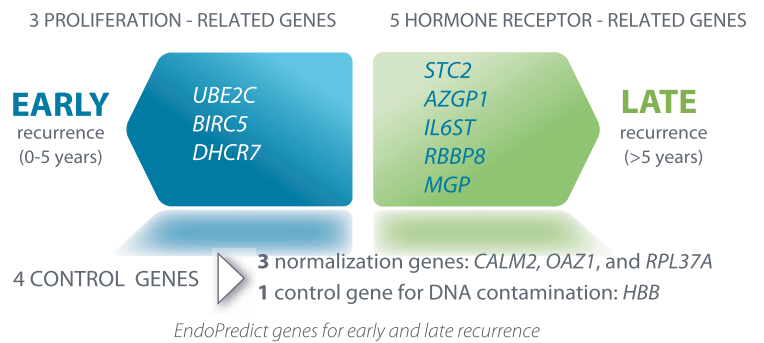 3 PROLIFERATION - RELATED GENES
5 HORMONE RECEPTOR - RELATED GENES
EARLY
recurrence
(0-5 years)
UBE2C
BIRC5
DHCR7
STC2
AZGP1
IL6ST
RBBP8
MGP
LATE
recurrence
(>5 years)
4 CONTROL GENES
3 normalization genes: CALM2, OAZ1, and RPL37A
1 control gene for DNA contamination: HBB
EndoPredict genes for early and late recurrence